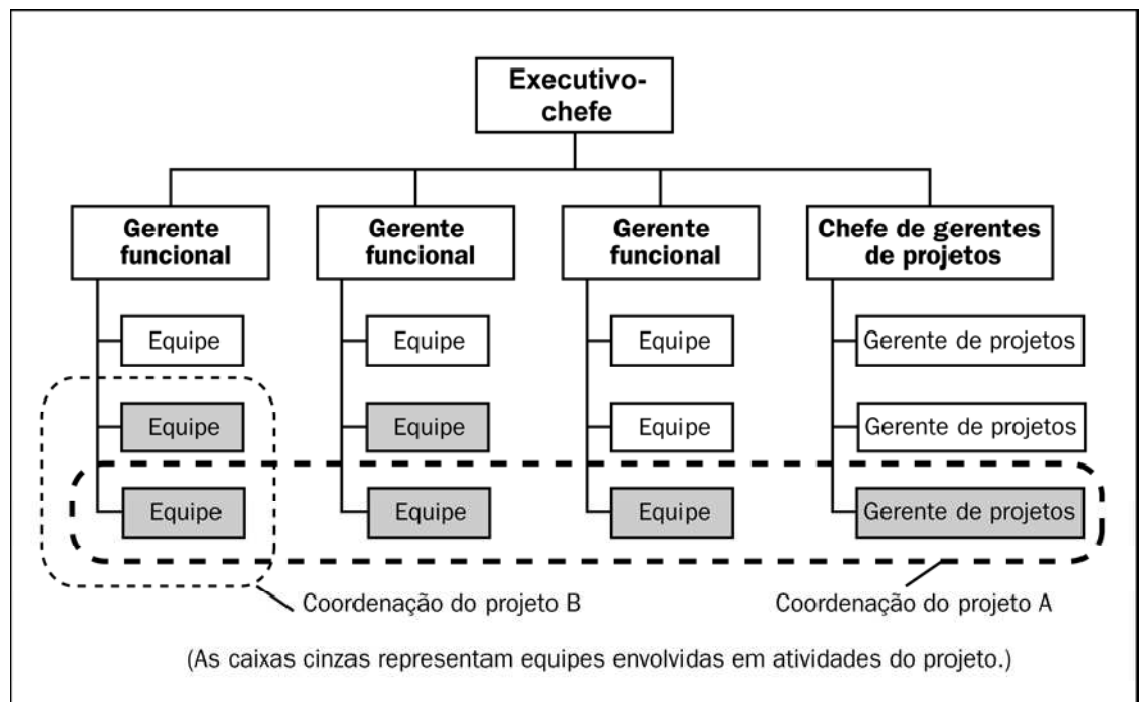 Executivo-
chefe
Gerente
funcional
Gerente
funcional
Gerente
funcional
Chefe de gerentes
de projetos
Equipe
Equipe
Equipe
Gerente de projetos
Equipe
Equipe
Equipe
Gerente de projetos
Equipe
Equipe
Equipe
Gerente de projetos
Coordenação do projeto B
Coordenação do projeto A
(As caixas cinzas representam equipes envolvidas em atividades do projeto.)